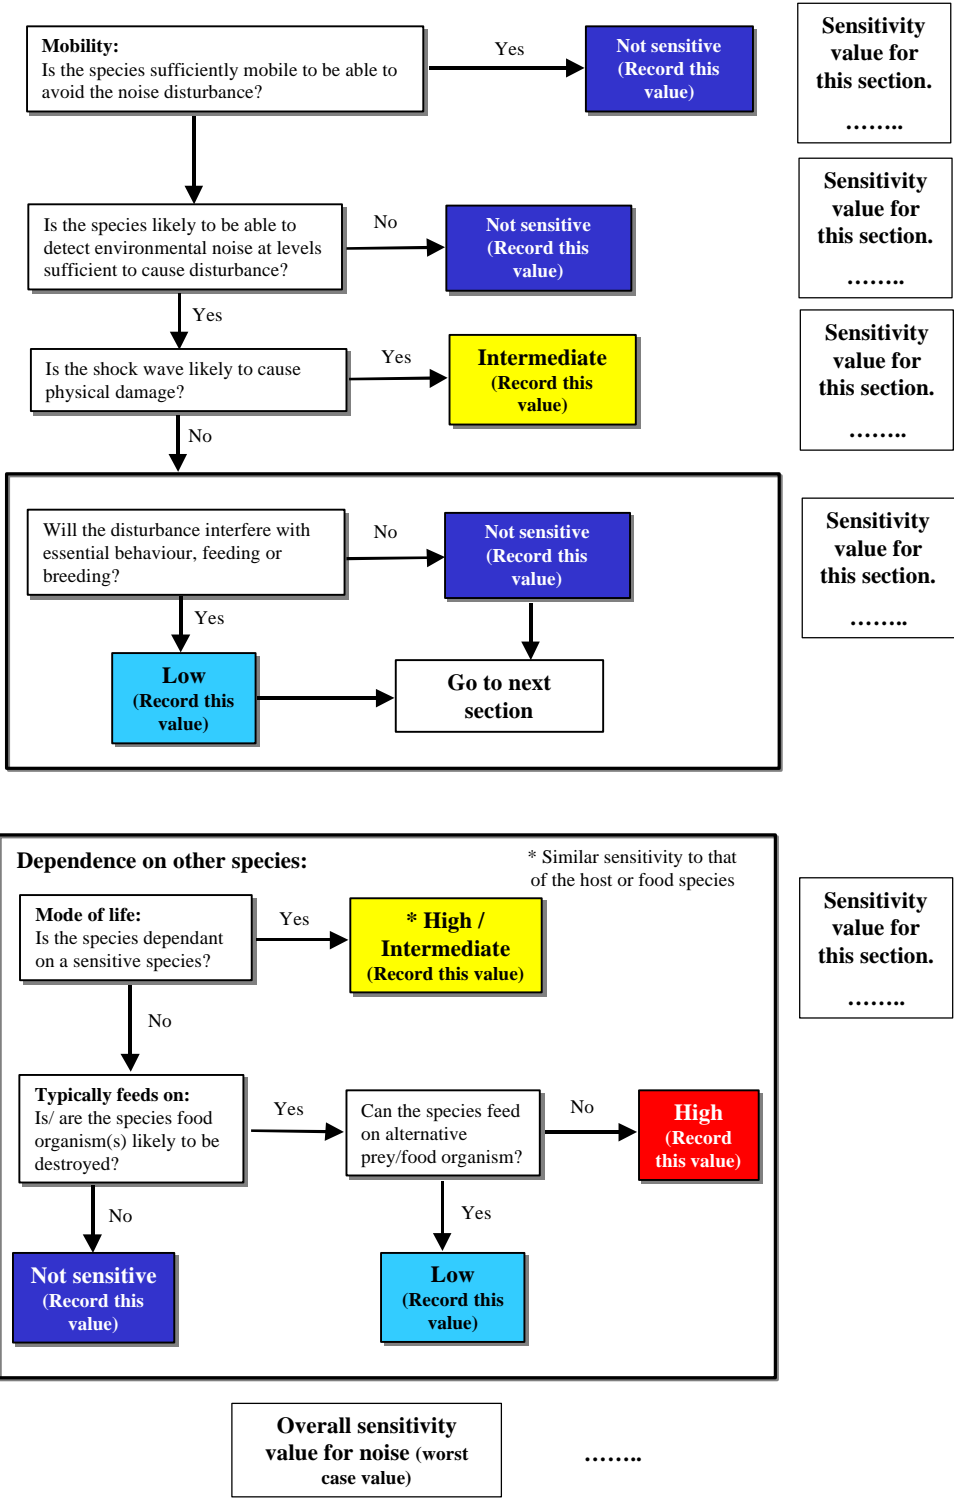 Mobility:
Is the species sufficiently mobile to be able to
avoid the noise disturbance?
Yes
Not sensitive
(Record this
value)
Sensitivity
value for
this section.
……..
Is the species likely to be able to
detect environmental noise at levels
sufficient to cause disturbance?
No
Not sensitive
(Record this
value)
Sensitivity
value for
this section.
……..
Yes
Is the shock wave likely to cause
physical damage?
Yes
Intermediate
(Record this
value)
Sensitivity
value for
this section.
……..
No
Will the disturbance interfere with
essential behaviour, feeding or
breeding?
No
Not sensitive
(Record this
value)
Sensitivity
value for
this section.
……..
Yes
Low
(Record this
value)
Go to next
section
Dependence on other species:
* Similar sensitivity to that
of the host or food species
Mode of life:
Is the species dependant
on a sensitive species?
Yes
* High /
Intermediate
(Record this value)
Sensitivity
value for
this section.
……..
No
Typically feeds on:
Is/ are the species food
organism(s) likely to be
destroyed?
Yes
Can the species feed
on alternative
prey/food organism?
No
High
(Record
this value)
No
Yes
Not sensitive
(Record this
value)
Low
(Record this
value)
Overall sensitivity
value for noise (worst
case value)
……..